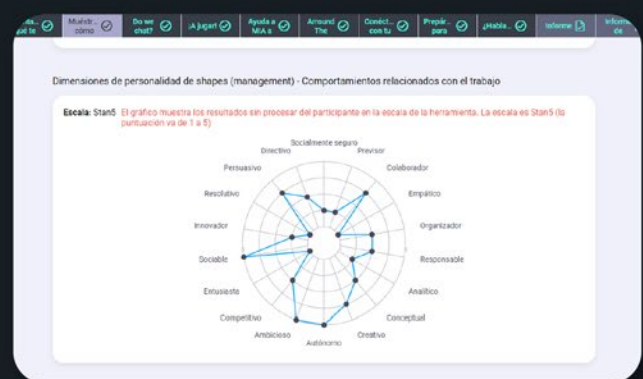 Muéstr... cómo
Do we chat?
¡A jugar!
Ayuda a MIA a
Around The
Conéct... con tu
Prepár... para
¿Habla...
Informe
Dimensiones de personalidad de shapes (management) - Comportamientos relacionados con el trabajo
Escala: Stan5 El gráfico muestra los resultados sin procesar del participante en la escala de la herramienta. La escala es Stan5 (la
puntuación va de 1 a 5)
Socialmente seguro
Directivo
Previsor
Persuasivo
Colaborador
Resolutivo
Empático
Innovador
Organizador
Sociable
Responsable
Entusiasta
Analítico
Competitivo
Conceptual
Ambicioso
Creativo
Autónomo